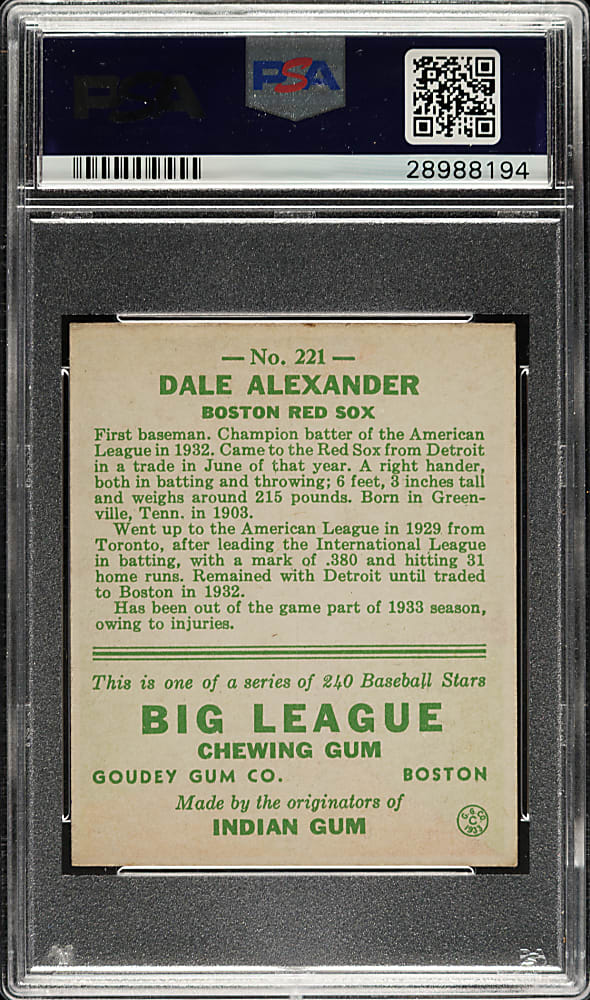 PSA
PSA
28988194
— No. 221 —
DALE ALEXANDER
BOSTON RED SOX
First baseman. Champion batter of the American
League in 1932. Came to the Red Sox from Detroit
in a trade in June of that year. A right hander,
both in batting and throwing; 6 feet, 3 inches tall
and weighs around 215 pounds. Born in Green-
ville, Tenn. in 1903.
Went up to the American League in 1929 from
Toronto, after leading the International League
in batting, with a mark of .380 and hitting 31
home runs. Remained with Detroit until traded
to Boston in 1932.
Has been out of the game part of 1933 season,
owing to injuries.
This is one of a series of 240 Baseball Stars
BIG LEAGUE
CHEWING GUM
GOUDEY GUM CO. BOSTON
Made by the originators of
INDIAN GUM
G. G. CO.
C
1933
PSA